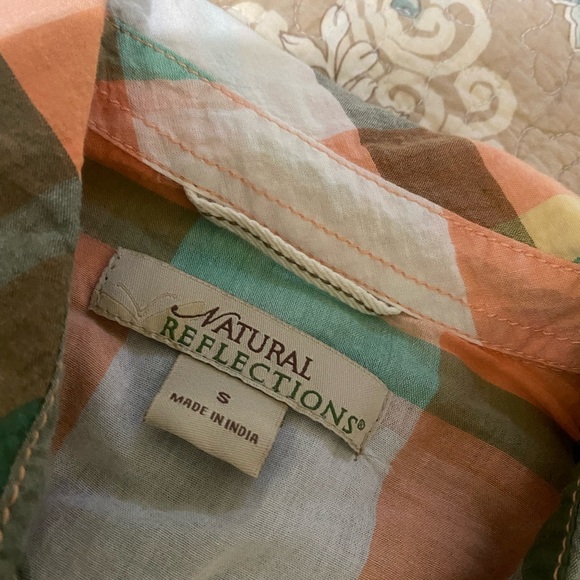 NATURAL
REFLECTIONS®
S
MADE IN INDIA